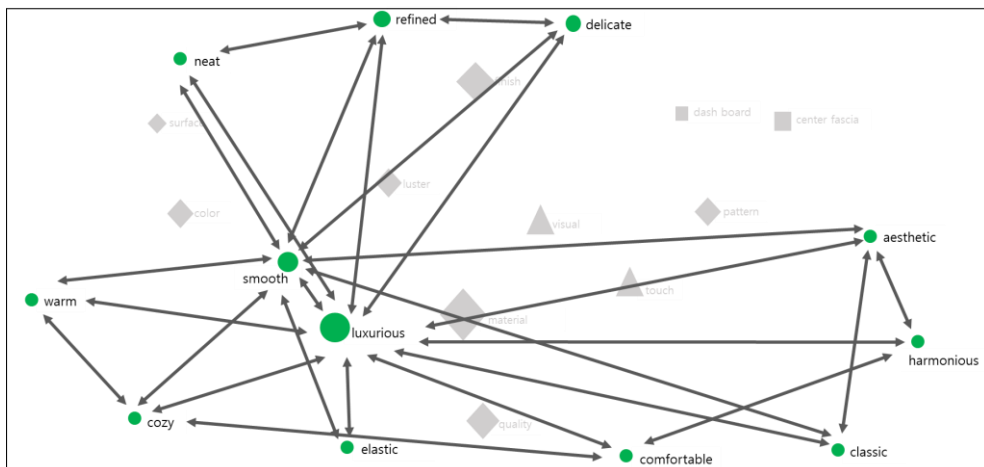 refined
delicate
neat
finish
surface
dash board
center fascia
luster
color
visual
pattern
aesthetic
smooth
touch
warm
material
luxurious
harmonious
cozy
quality
elastic
comfortable
classic